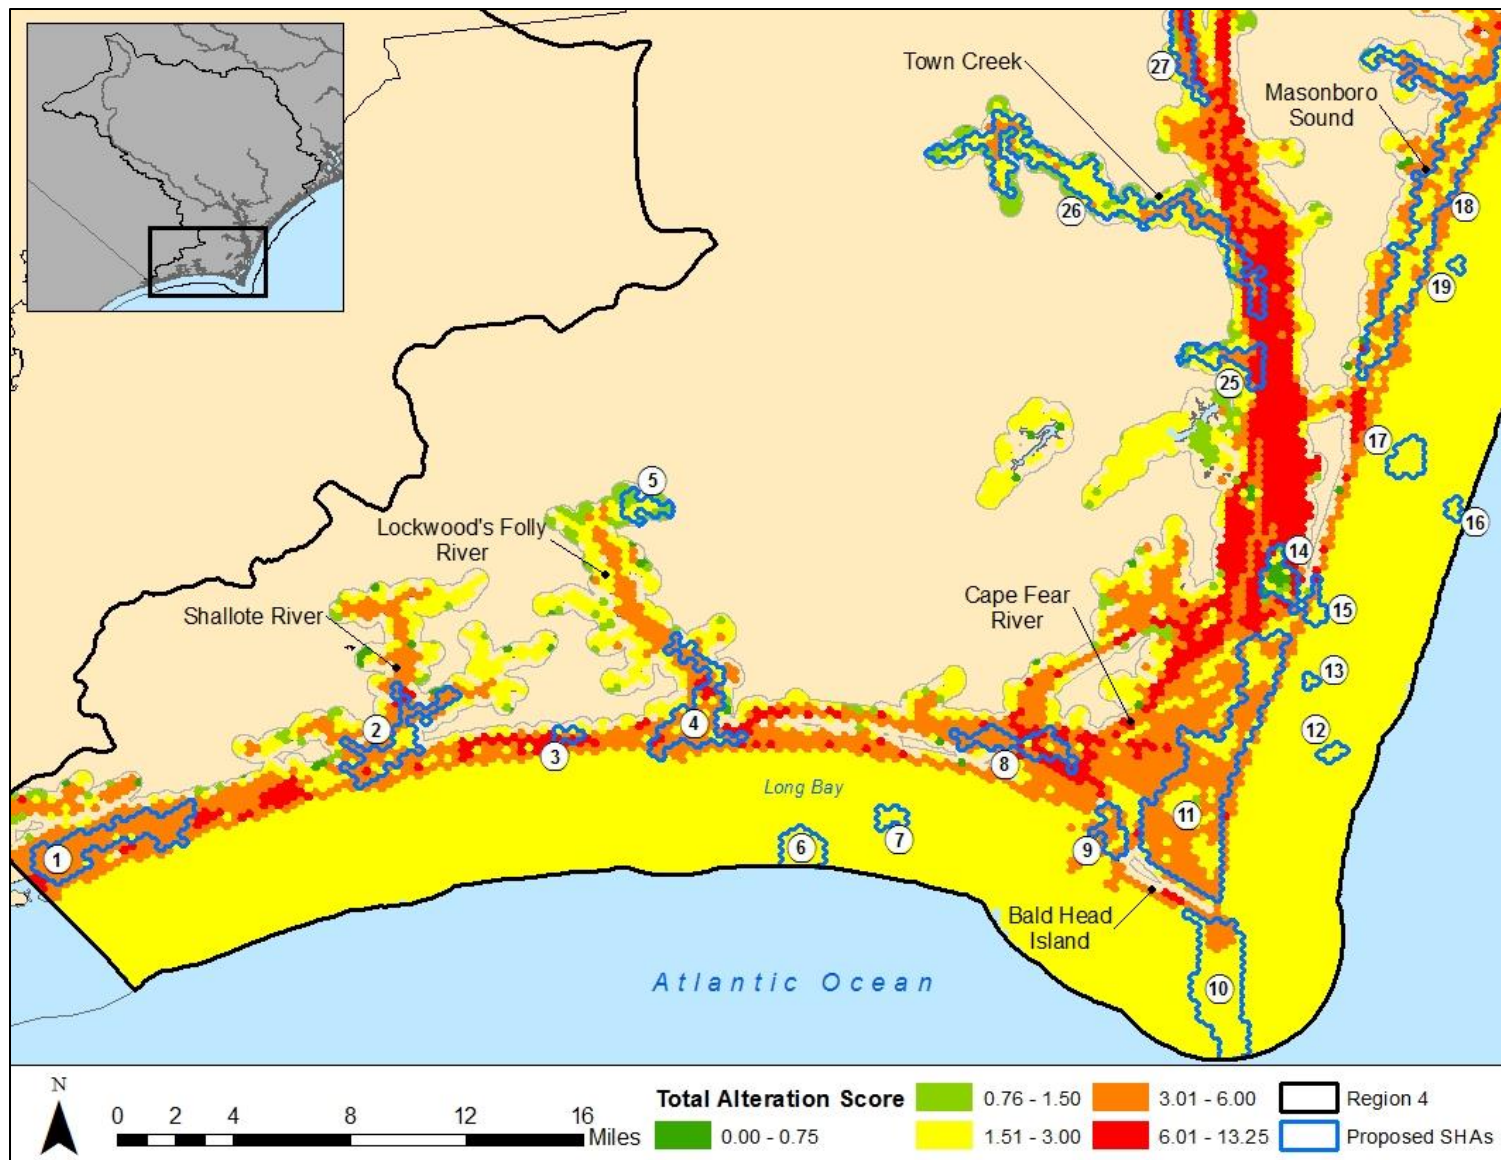 Town Creek
27
Masonboro
Sound
26
18
19
25
17
5
16
Lockwood's Folly
River
14
Cape Fear
River
15
Shallote River
13
2
4
12
3
8
Long Bay
11
7
6
9
1
Bald Head
Island
10
Atlantic Ocean
N
0 2 4 8 12 16
Miles
Total Alteration Score
0.00 - 0.75
0.76 - 1.50
1.51 - 3.00
3.01 - 6.00
6.01 - 13.25
Region 4
Proposed SHAs